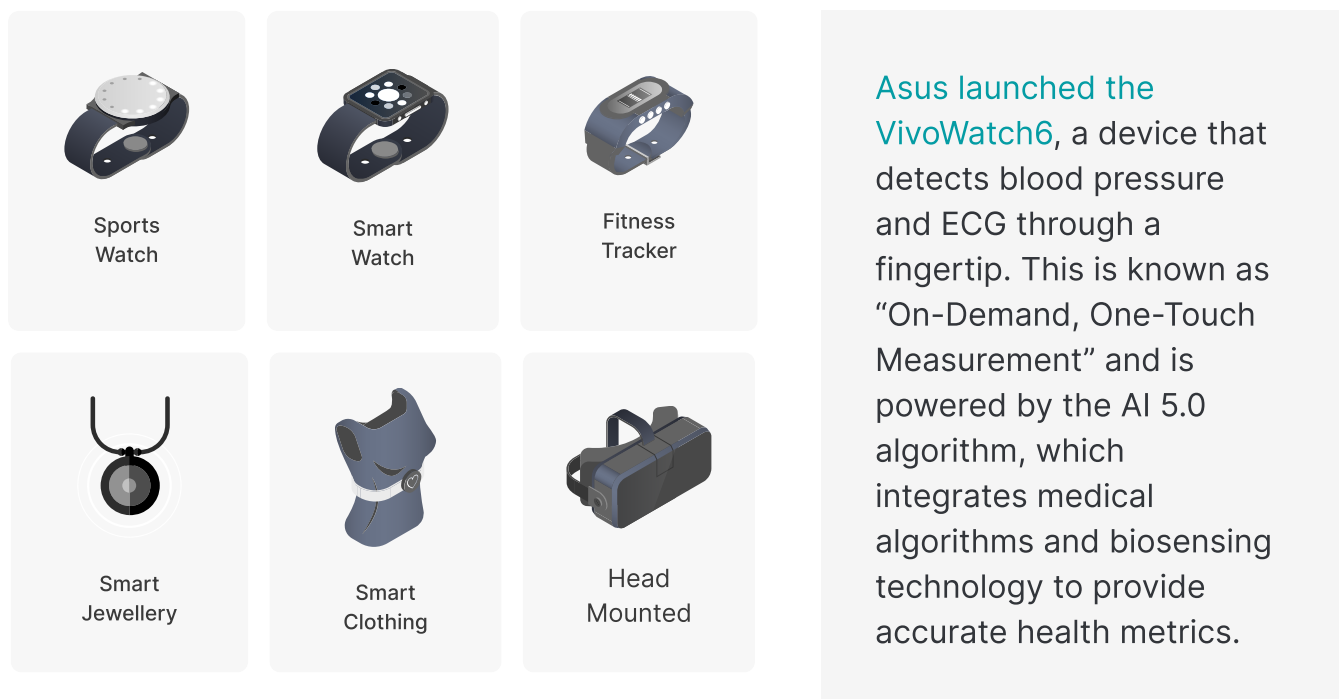 Sports
Watch
Smart
Watch
Fitness
Tracker
Smart
Jewellery
Smart
Clothing
Head
Mounted
Asus launched the
VivoWatch6, a device that
detects blood pressure
and ECG through a
fingertip. This is known as
“On-Demand, One-Touch
Measurement” and is
powered by the AI 5.0
algorithm, which
integrates medical
algorithms and biosensing
technology to provide
accurate health metrics.